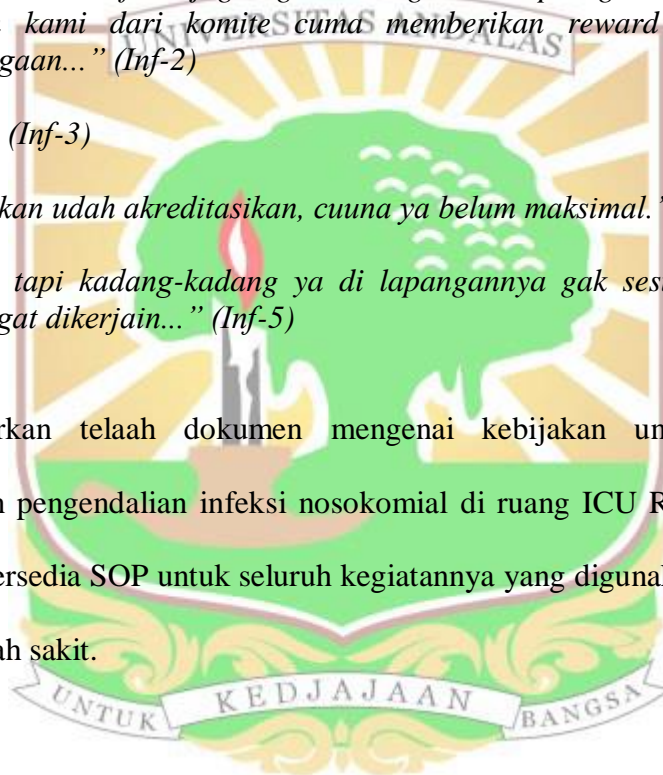 UNIVERSITAS ANDALAS
kami dari komite cuma memberikan reward
gaan...” (Inf-2)
(Inf-3)
kan udah akreditasikan, cuuna ya belum maksimal.”
tapi kadang-kadang ya di lapangannya gak ses
gat dikerjain...” (Inf-5)
rkan telaah dokumen mengenai kebijakan un
pengendalian infeksi nosokomial di ruang ICU R
ersedia SOP untuk seluruh kegiatannya yang diguna
ah sakit.
UNTUK KEDJAJAAN BANGSA